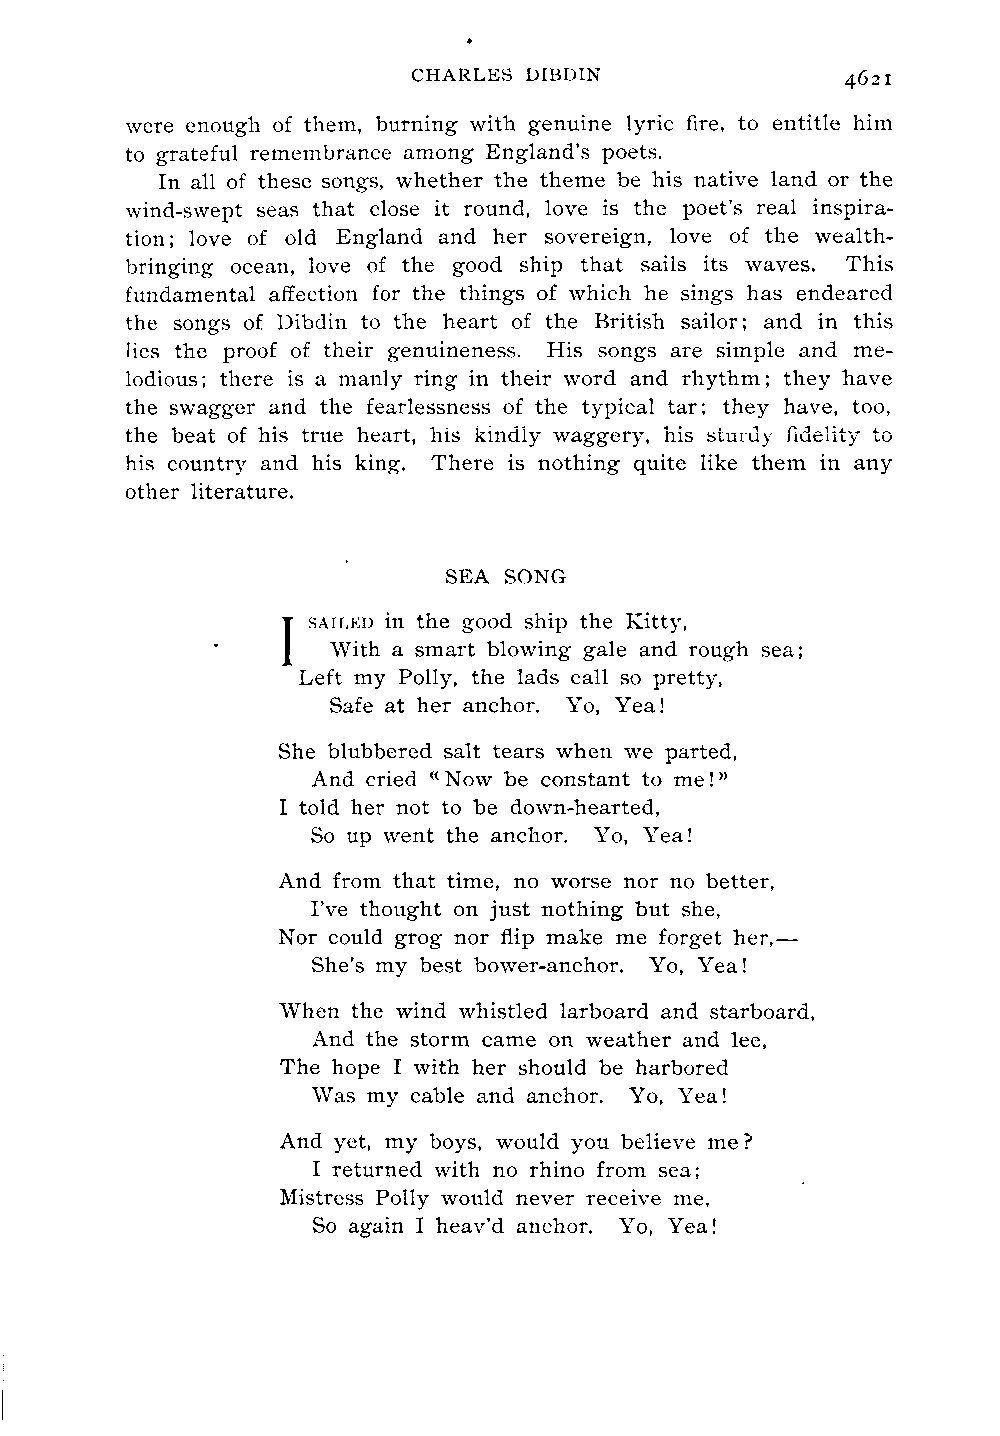 CHARLES DIBDIN 4621
were enough of them, burning with genuine lyric fire, to entitle him
to grateful remembrance among England's poets.
In all of these songs, whether the theme be his native land or the
wind-swept seas that close it round, love is the poet's real inspira-
tion; love of old England and her sovereign, love of the wealth-
bringing ocean, love of the good ship that sails its waves. This
fundamental affection for the things of which he sings has endeared
the songs of Dibdin to the heart of the British sailor; and in this
lies the proof of their genuineness. His songs are simple and me-
lodious; there is a manly ring in their word and rhythm; they have
the swagger and the fearlessness of the typical tar; they have, too,
the beat of his true heart, his kindly waggery, his sturdy fidelity to
his country and his king. There is nothing quite like them in any
other literature.
SEA SONG
I SAILED in the good ship the Kitty,
With a smart blowing gale and rough sea;
Left my Polly, the lads call so pretty,
Safe at her anchor. Yo, Yea!
She blubbered salt tears when we parted,
And cried "Now be constant to me!"
I told her not to be down-hearted,
So up went the anchor. Yo, Yea!
And from that time, no worse nor no better,
I've thought on just nothing but she,
Nor could grog nor flip make me forget her,—
She's my best bower-anchor. Yo, Yea!
When the wind whistled larboard and starboard,
And the storm came on weather and lee,
The hope I with her should be harbored
Was my cable and anchor. Yo, Yea!
And yet, my boys, would you believe me?
I returned with no rhino from sea;
Mistress Polly would never receive me,
So again I heav'd anchor. Yo, Yea!